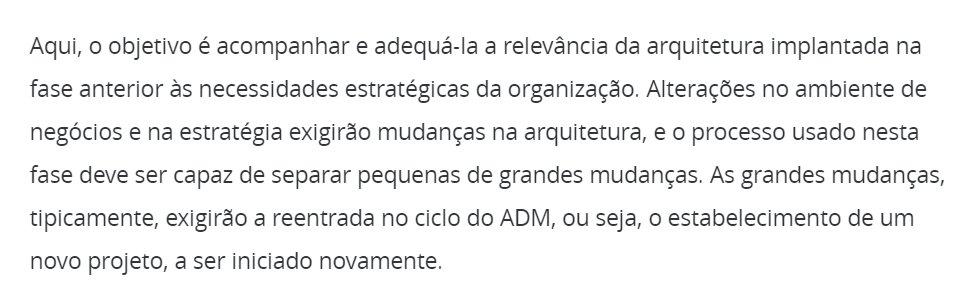 Aqui, o objetivo é acompanhar e adequá-la a relevância da arquitetura implantada na
fase anterior às necessidades estratégicas da organização. Alterações no ambiente de
negócios e na estratégia exigirão mudanças na arquitetura, e o processo usado nesta
fase deve ser capaz de separar pequenas de grandes mudanças. As grandes mudanças,
tipicamente, exigirão a reentrada no ciclo do ADM, ou seja, o estabelecimento de um
novo projeto, a ser iniciado novamente.